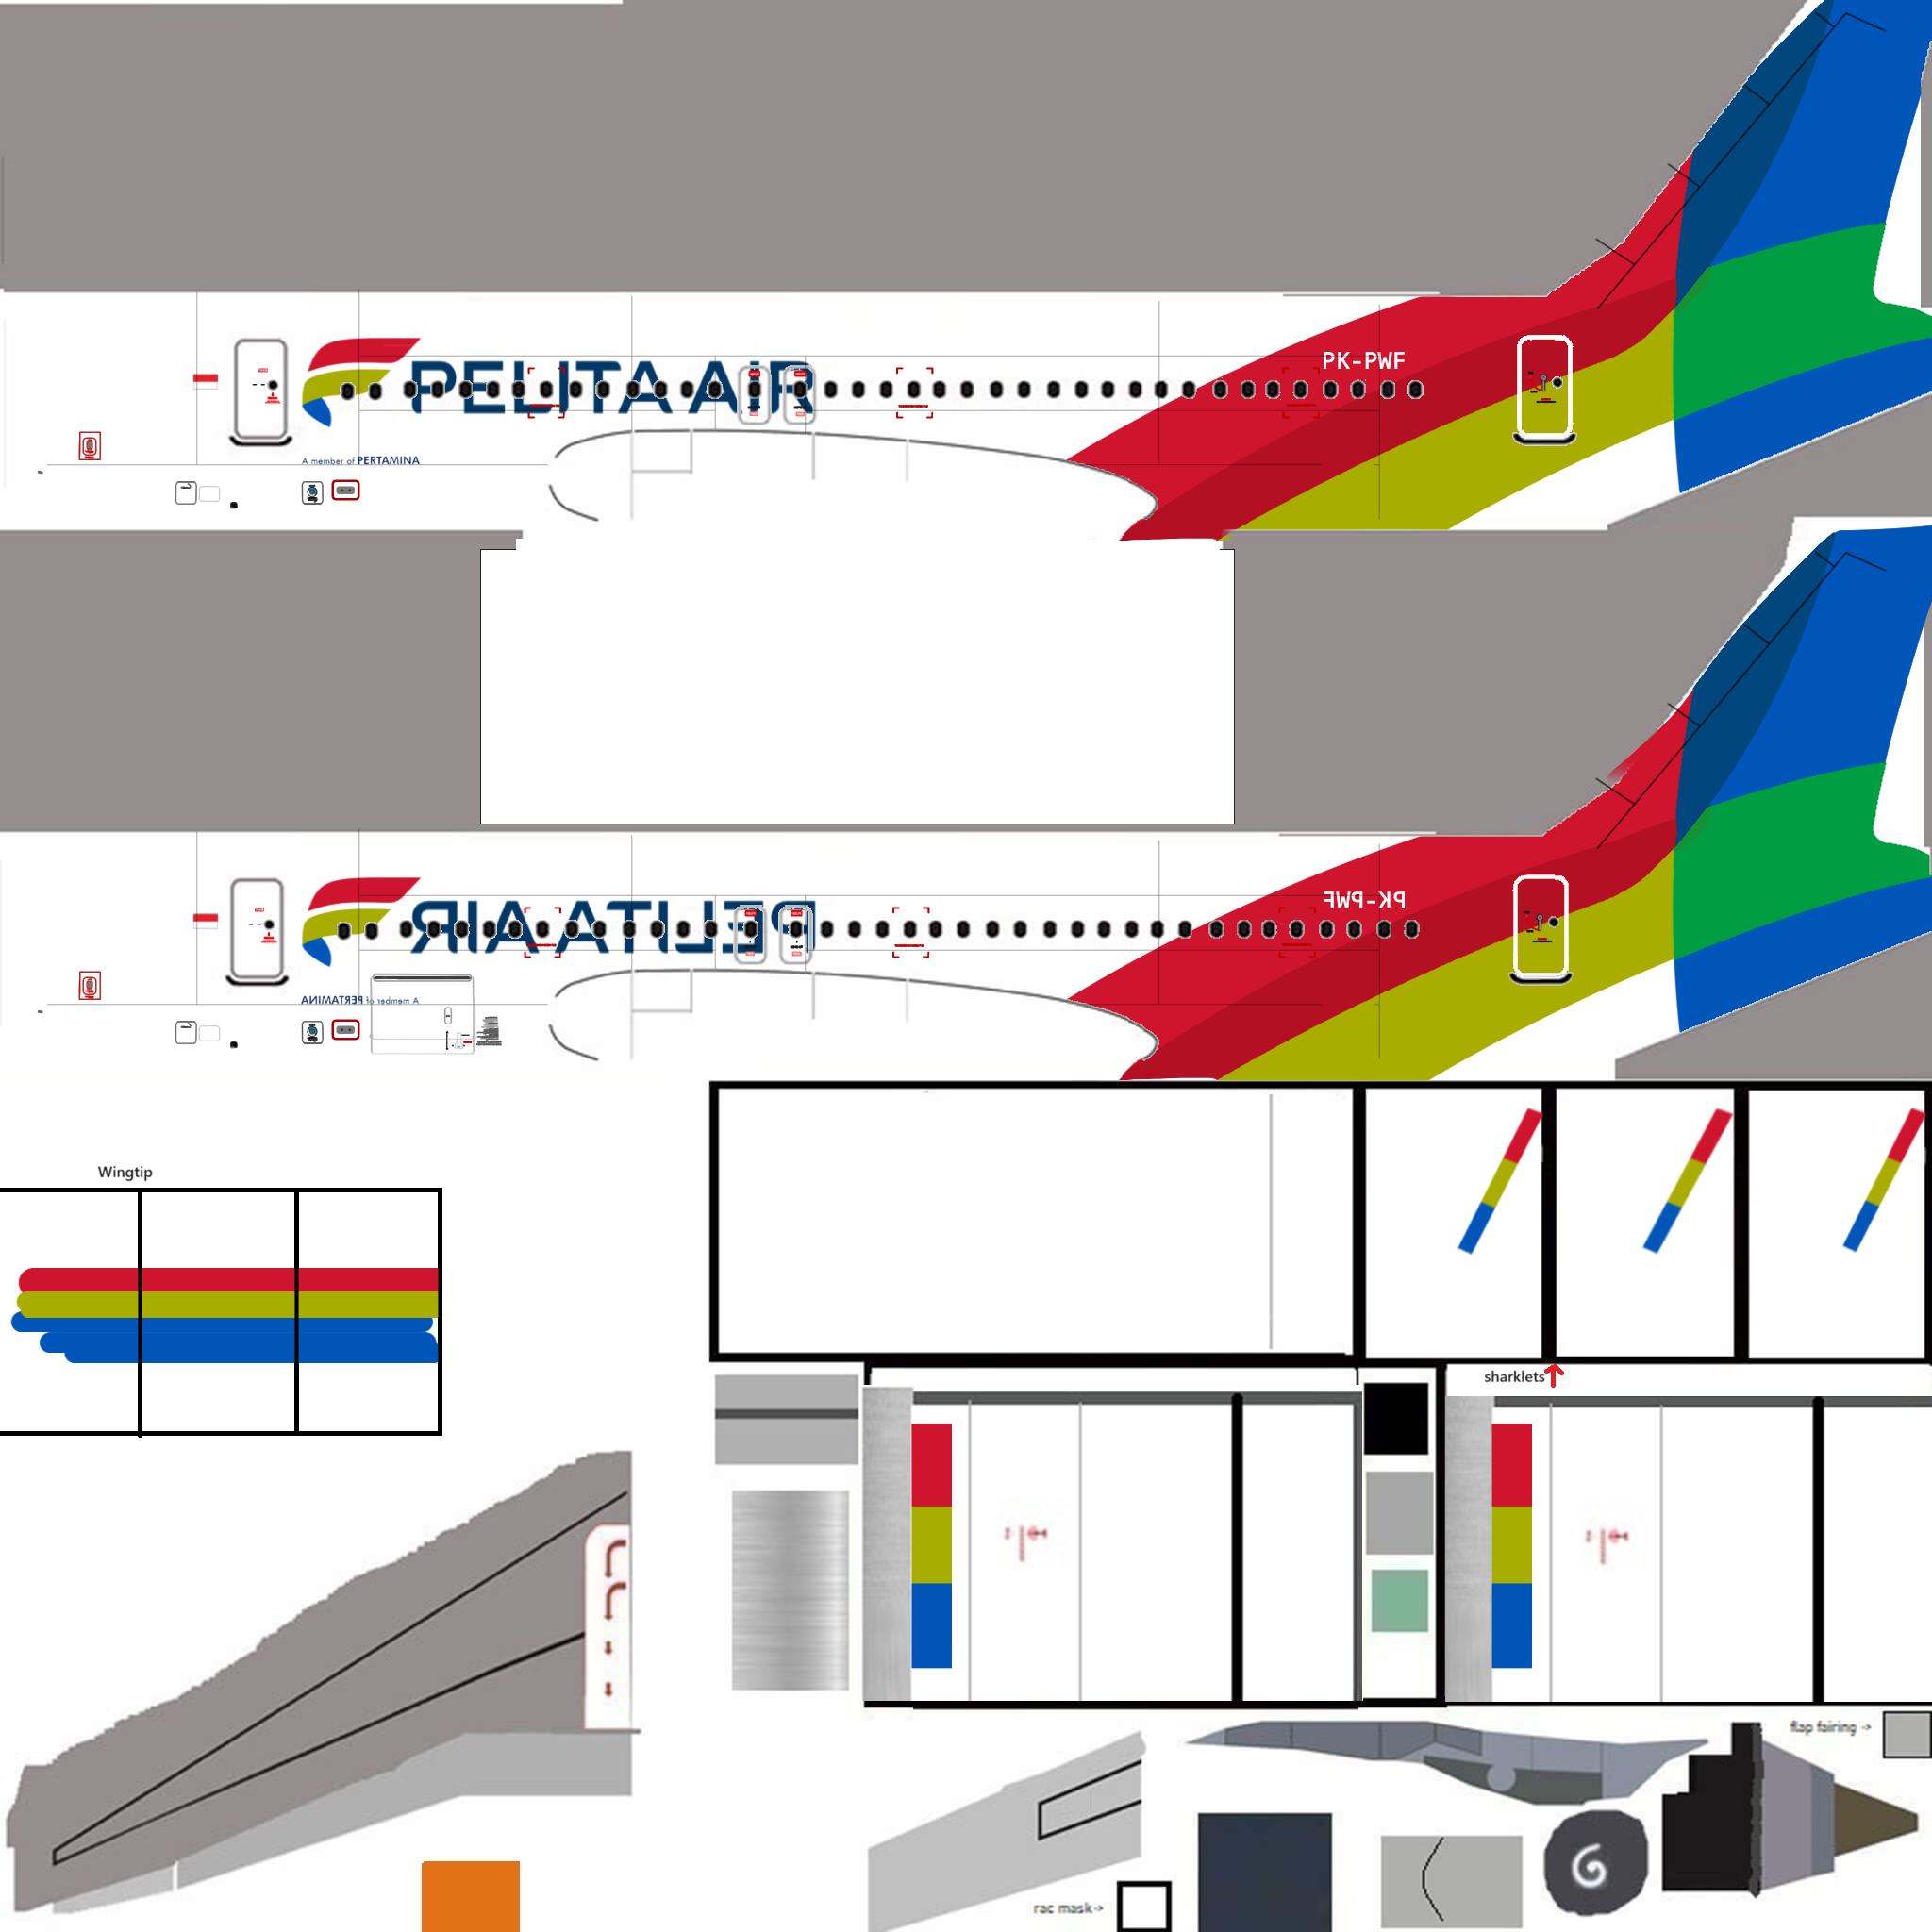 PK-PWF
PELITA AIR
A member of PERTAMINA
PK-PWF
PELITA AIR
A member of PERTAMINA
Wingtip
sharklets
flap fairing ->
rac mask->